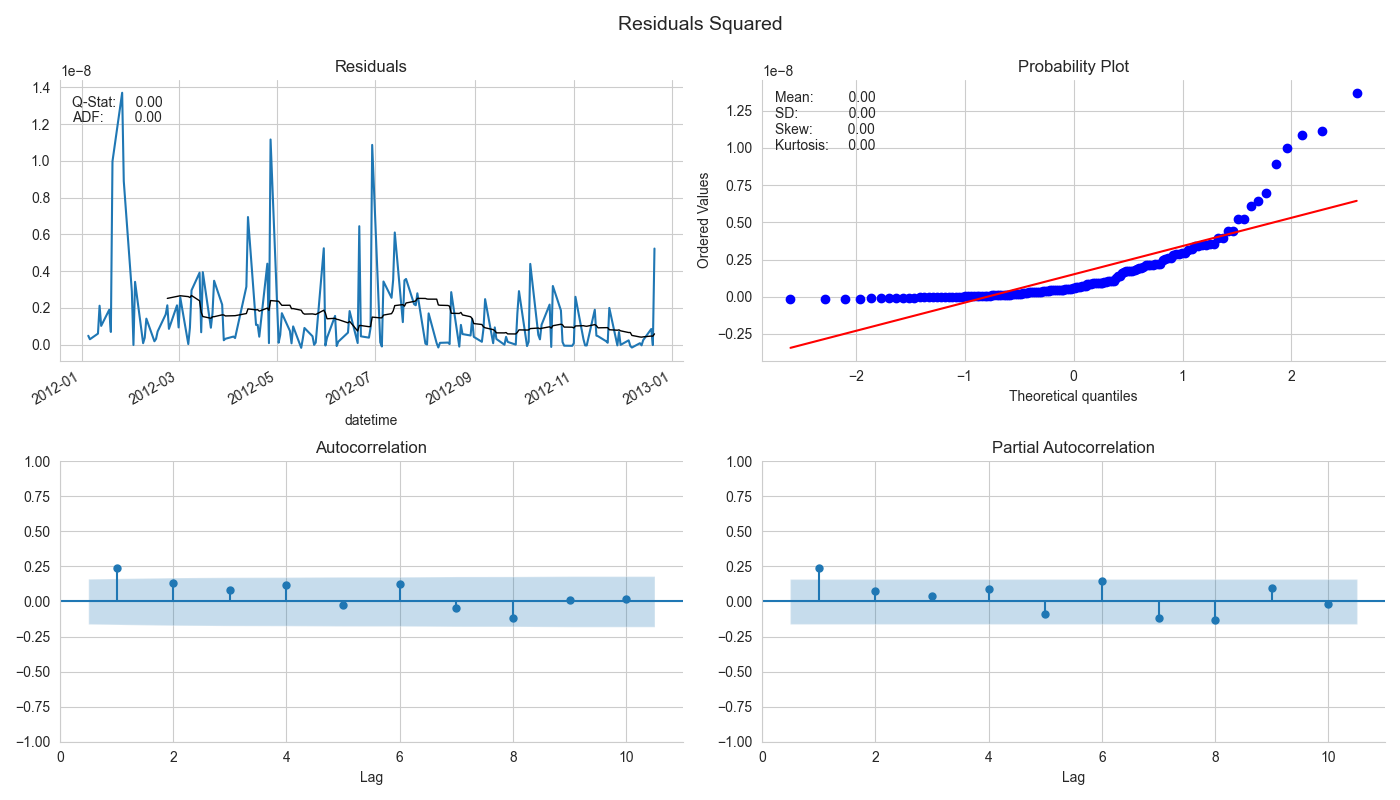 Residuals Squared
Residuals
1e−8
Q-Stat: 0.00
ADF: 0.00
1.4
1.2
1.0
0.8
0.6
0.4
0.2
0.0
2012-01
2012-03
2012-05
2012-07
2012-09
2012-11
2013-01
datetime
Probability Plot
1e−8
Mean: 0.00
SD: 0.00
Skew: 0.00
Kurtosis: 0.00
Ordered Values
1.25
1.00
0.75
0.50
0.25
0.00
−0.25
−2 −1 0 1 2
Theoretical quantiles
Autocorrelation
1.00
0.75
0.50
0.25
0.00
−0.25
−0.50
−0.75
−1.00
0 2 4 6 8 10
Lag
Partial Autocorrelation
1.00
0.75
0.50
0.25
0.00
−0.25
−0.50
−0.75
−1.00
0 2 4 6 8 10
Lag